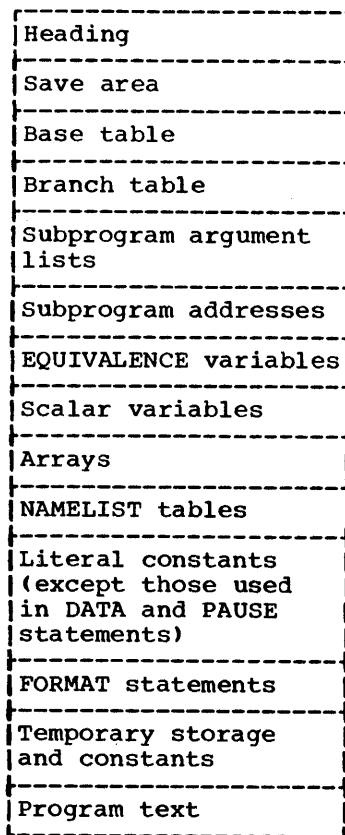 Heading
Save area
Base table
Branch table
Subprogram argument
lists
Subprogram addresses
EQUIVALENCE variables
Scalar variables
Arrays
NAMELIST tables
Literal constants
(except those used
in DATA and PAUSE
statements)
FORMAT statements
Temporary storage
and constants
Program text